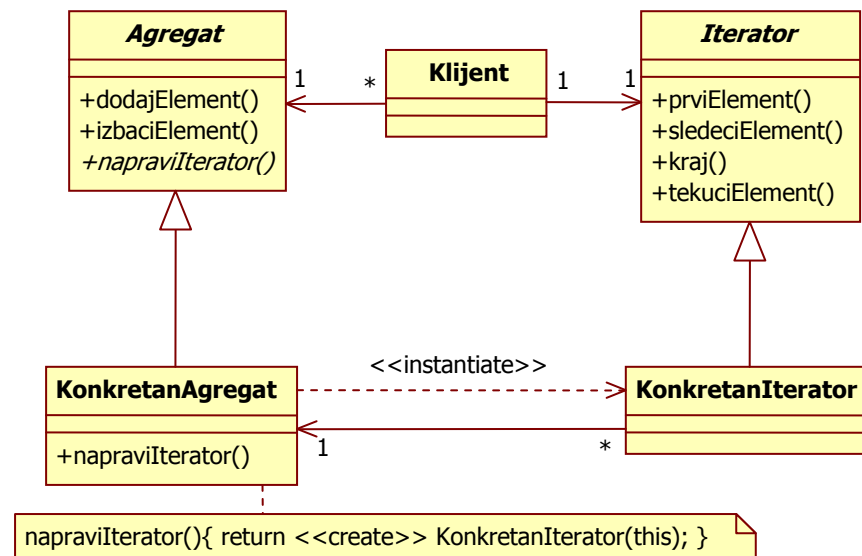 Agregat
+dodajElement()
+izbaciElement()
+napraviIterator()
1
*
Klijent
1
1
Iterator
+prviElement()
+sledeciElement()
+kraj()
+tekuciElement()
KonkretanAgregat
+napraviIterator()
<<instantiate>>
1
*
KonkretanIterator
napraviIterator(){ return <<create>> KonkretanIterator(this); }